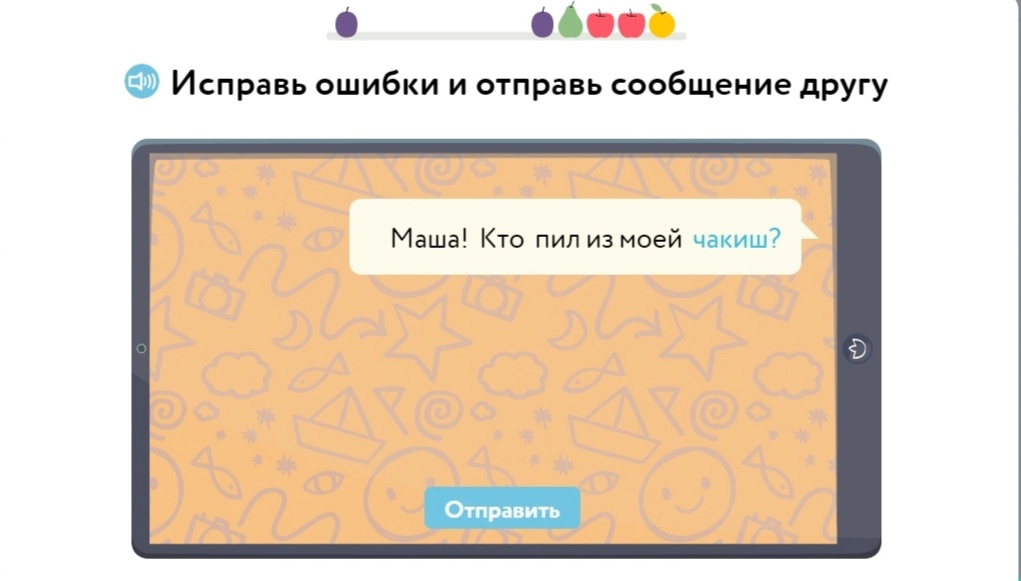 Исправь ошибки и отправь сообщение другу
Маша! Кто пил из моей чакиш?
Отправить